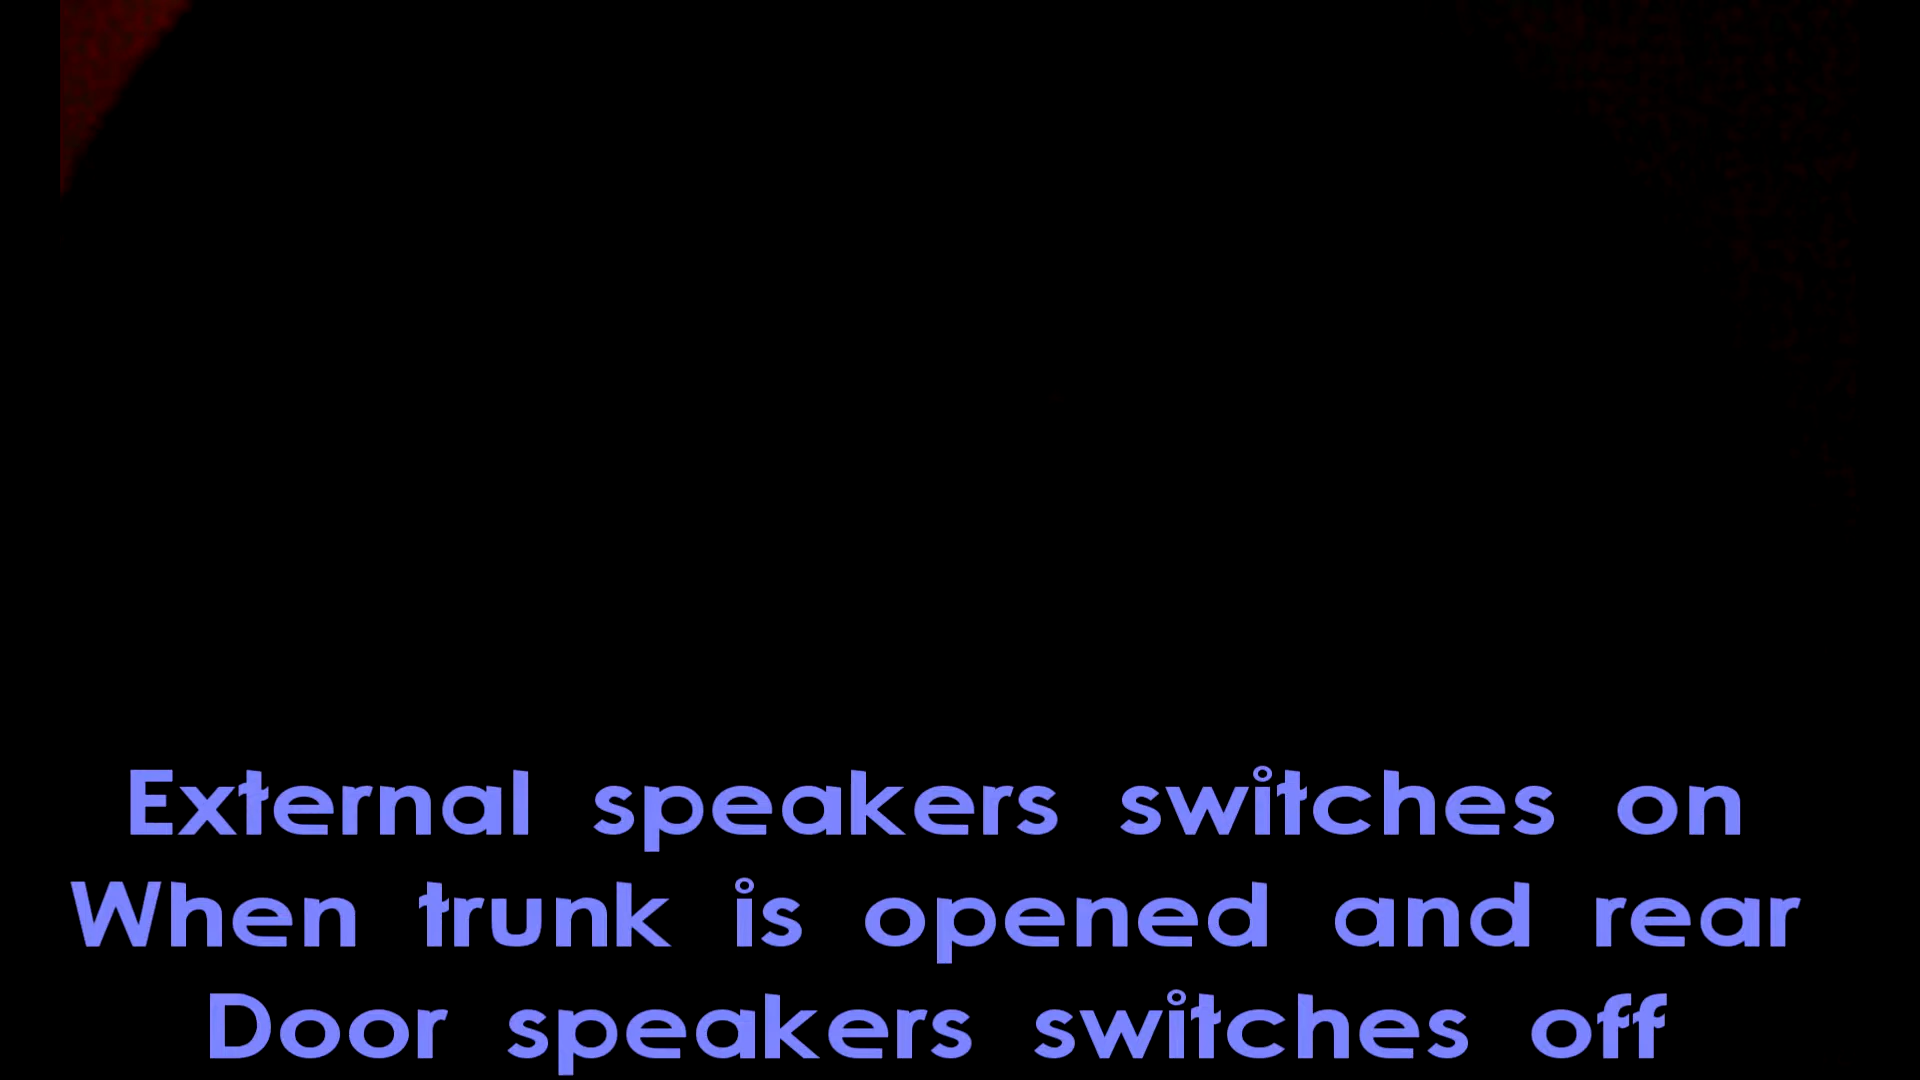 External speakers switches on
When trunk is opened and rear
Door speakers switches off